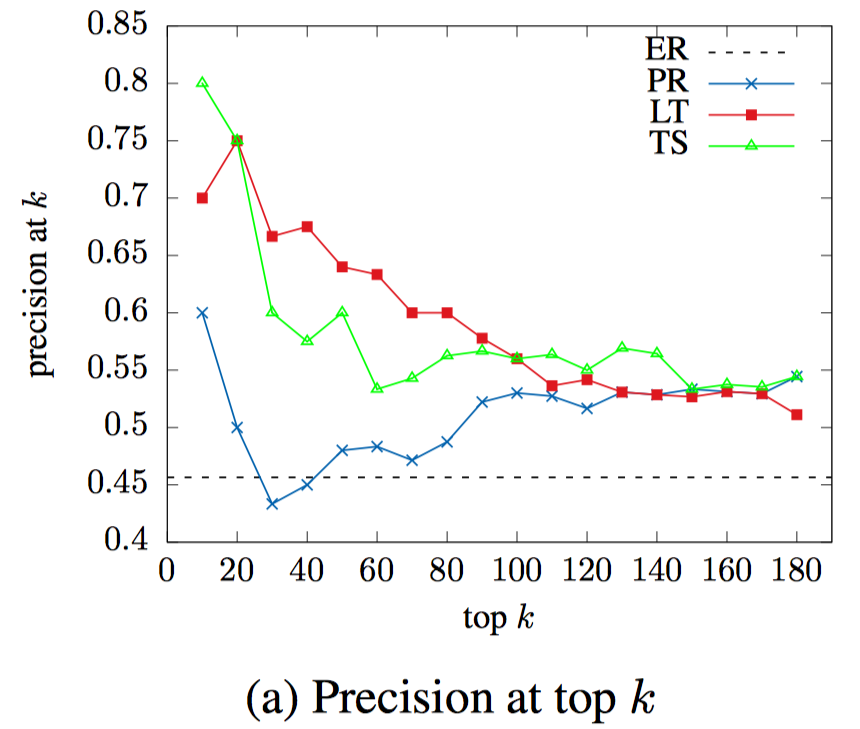 0.85
0.8
0.75
0.7
0.65
0.6
0.55
0.5
0.45
0.4
precision at k
ER
PR
LT
TS
0 20 40 60 80 100 120 140 160 180
top k
(a) Precision at top k